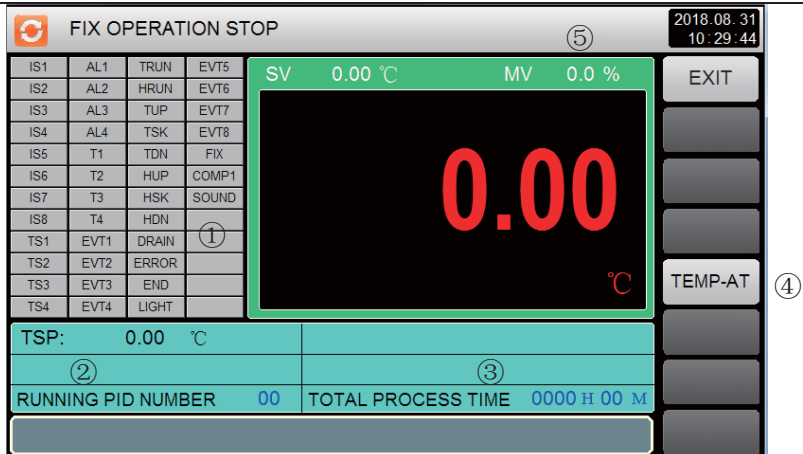 FIX OPERATION STOP
⑤
2018.08.31
10:29:44
IS1 AL1 TRUN EVT5
IS2 AL2 HRUN EVT6
IS3 AL3 TUP EVT7
IS4 AL4 TSK EVT8
IS5 T1 TDN FIX
IS6 T2 HUP COMP1
IS7 T3 HSK SOUND
IS8 T4 HDN
TS1 EVT1 DRAIN ①
TS2 EVT2 ERROR
TS3 EVT3 END
TS4 EVT4 LIGHT
SV 0.00 ℃ MV 0.0 %
0.00
℃
EXIT
TEMP-AT
④
TSP: 0.00 ℃
② ③
RUNNING PID NUMBER 00 TOTAL PROCESS TIME 0000 H 00 M